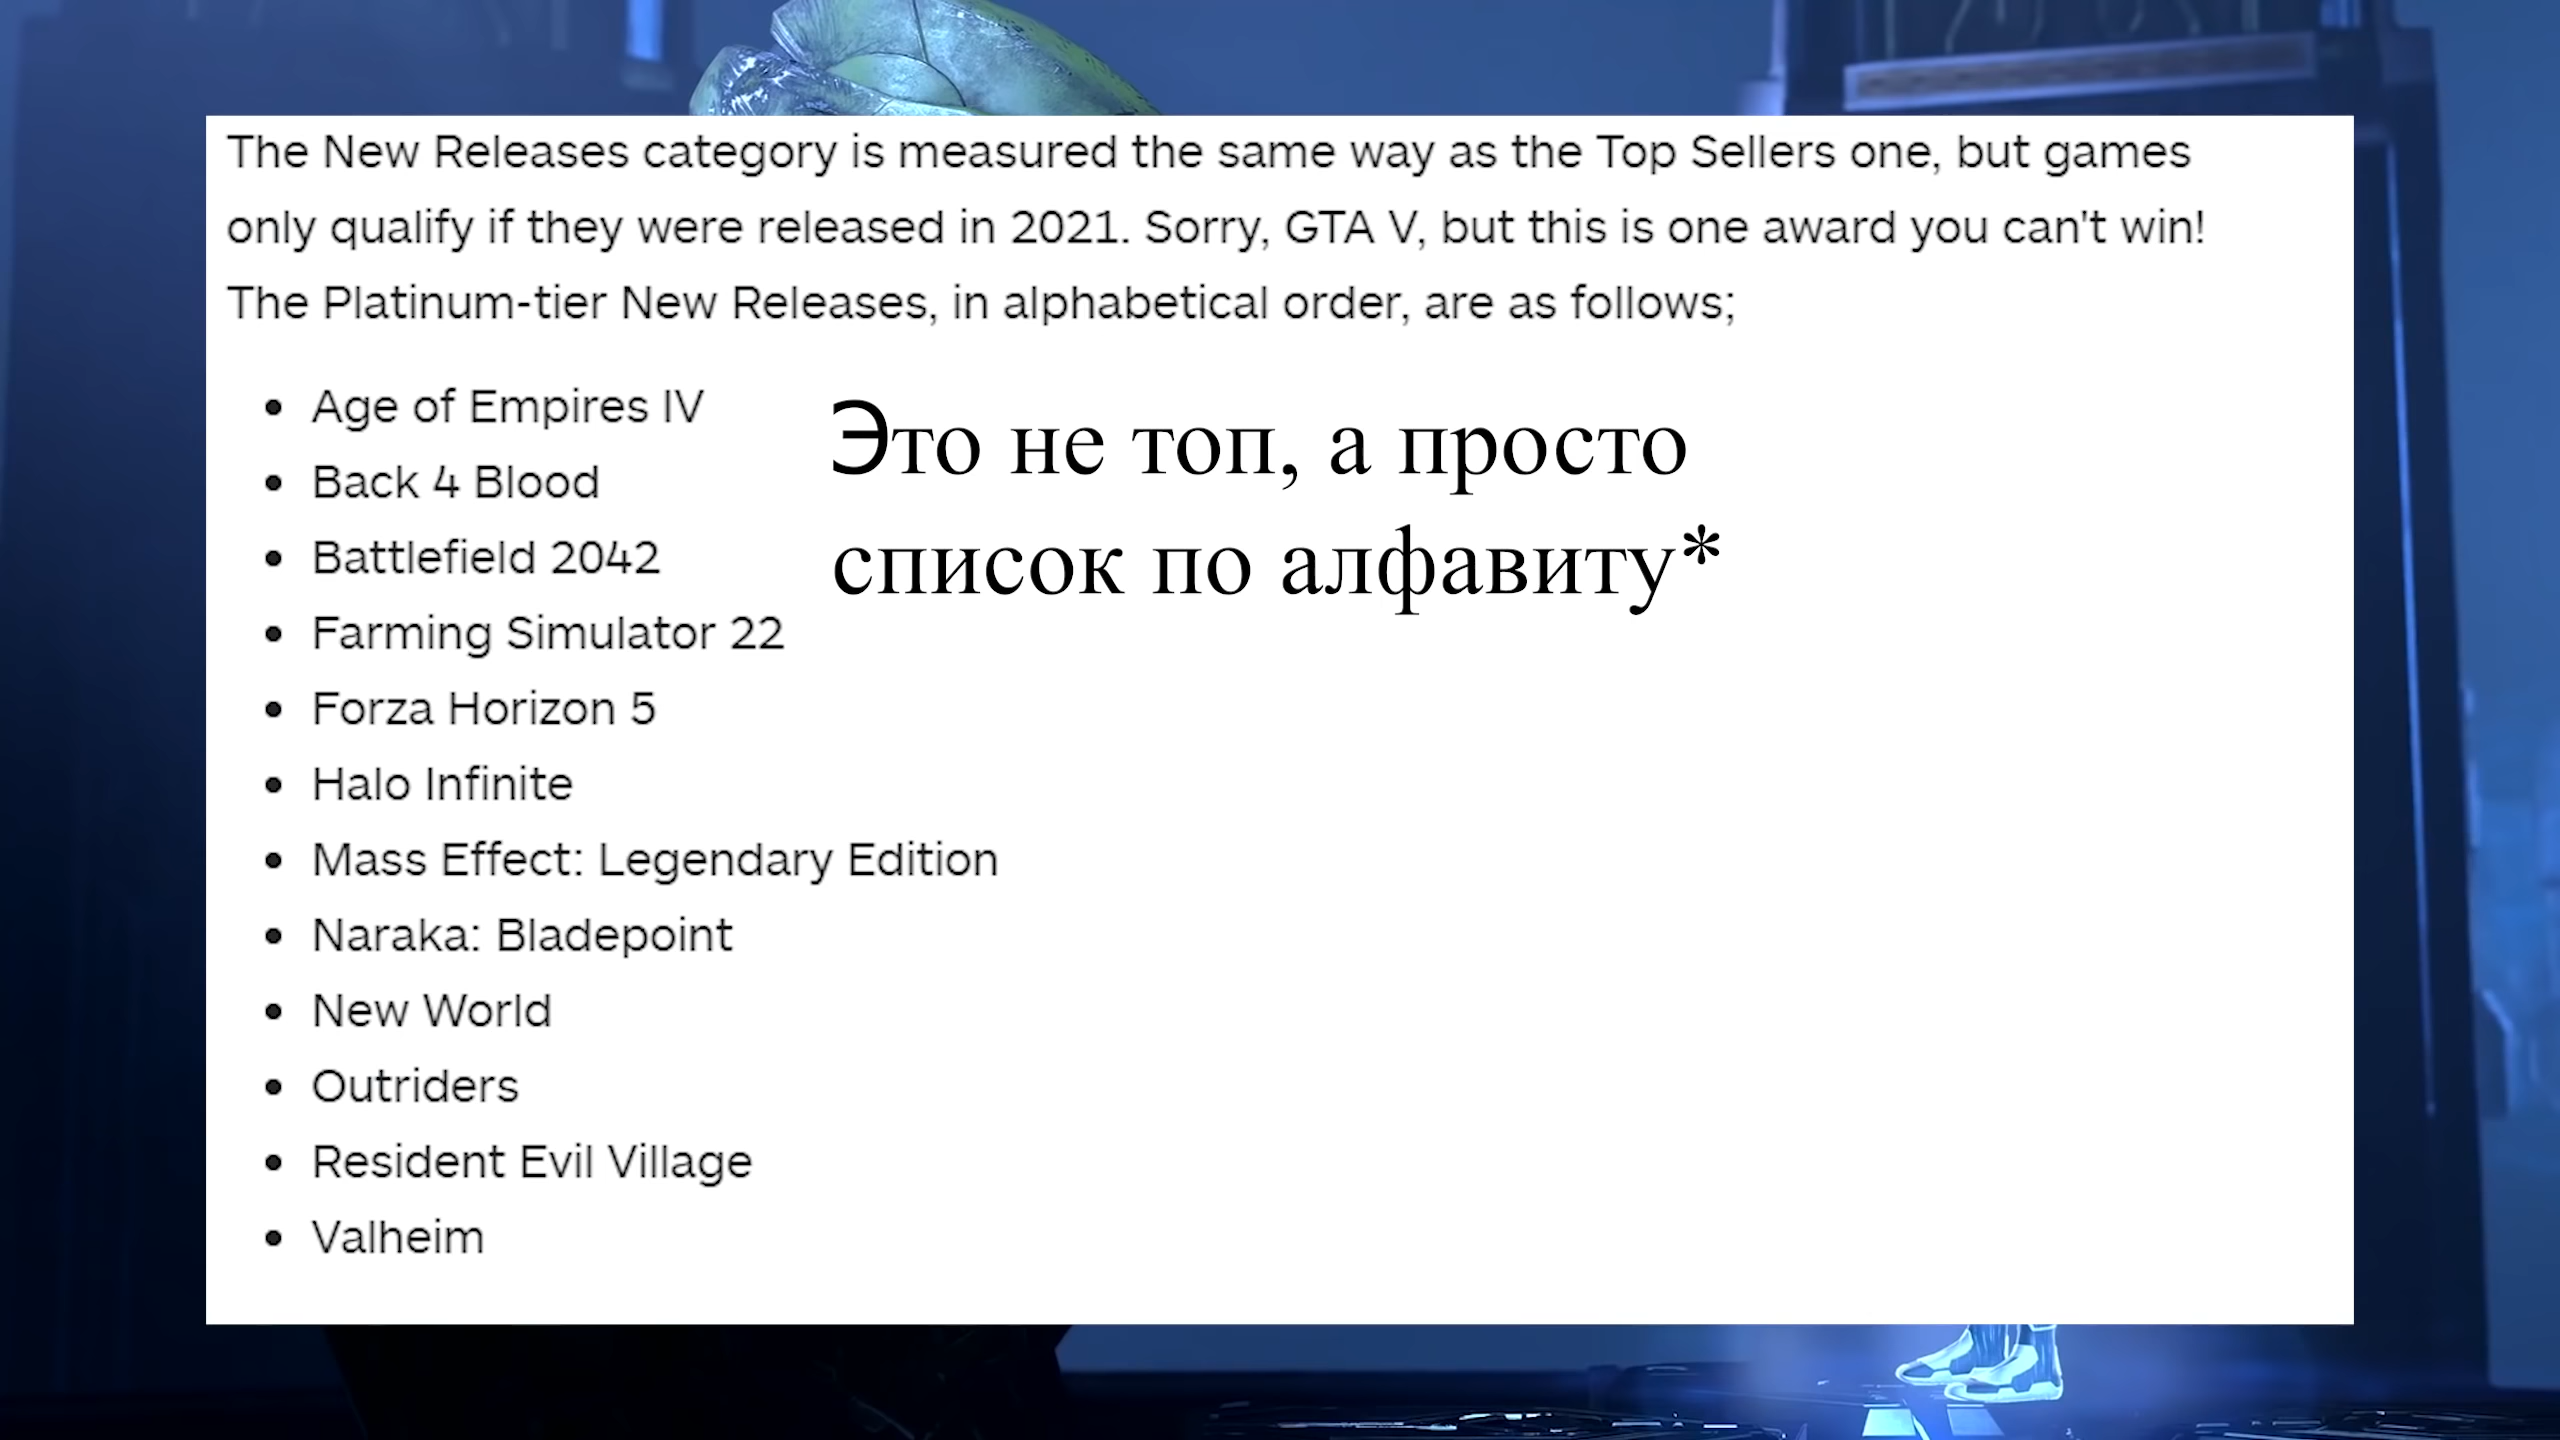 The New Releases category is measured the same way as the Top Sellers one, but games
only qualify if they were released in 2021. Sorry, GTA V, but this is one award you can't win!
The Platinum-tier New Releases, in alphabetical order, are as follows;
• Age of Empires IV
• Back 4 Blood
• Battlefield 2042
• Farming Simulator 22
• Forza Horizon 5
• Halo Infinite
• Mass Effect: Legendary Edition
• Naraka: Bladepoint
• New World
• Outriders
• Resident Evil Village
• Valheim
Это не топ, а просто
список по алфавиту*